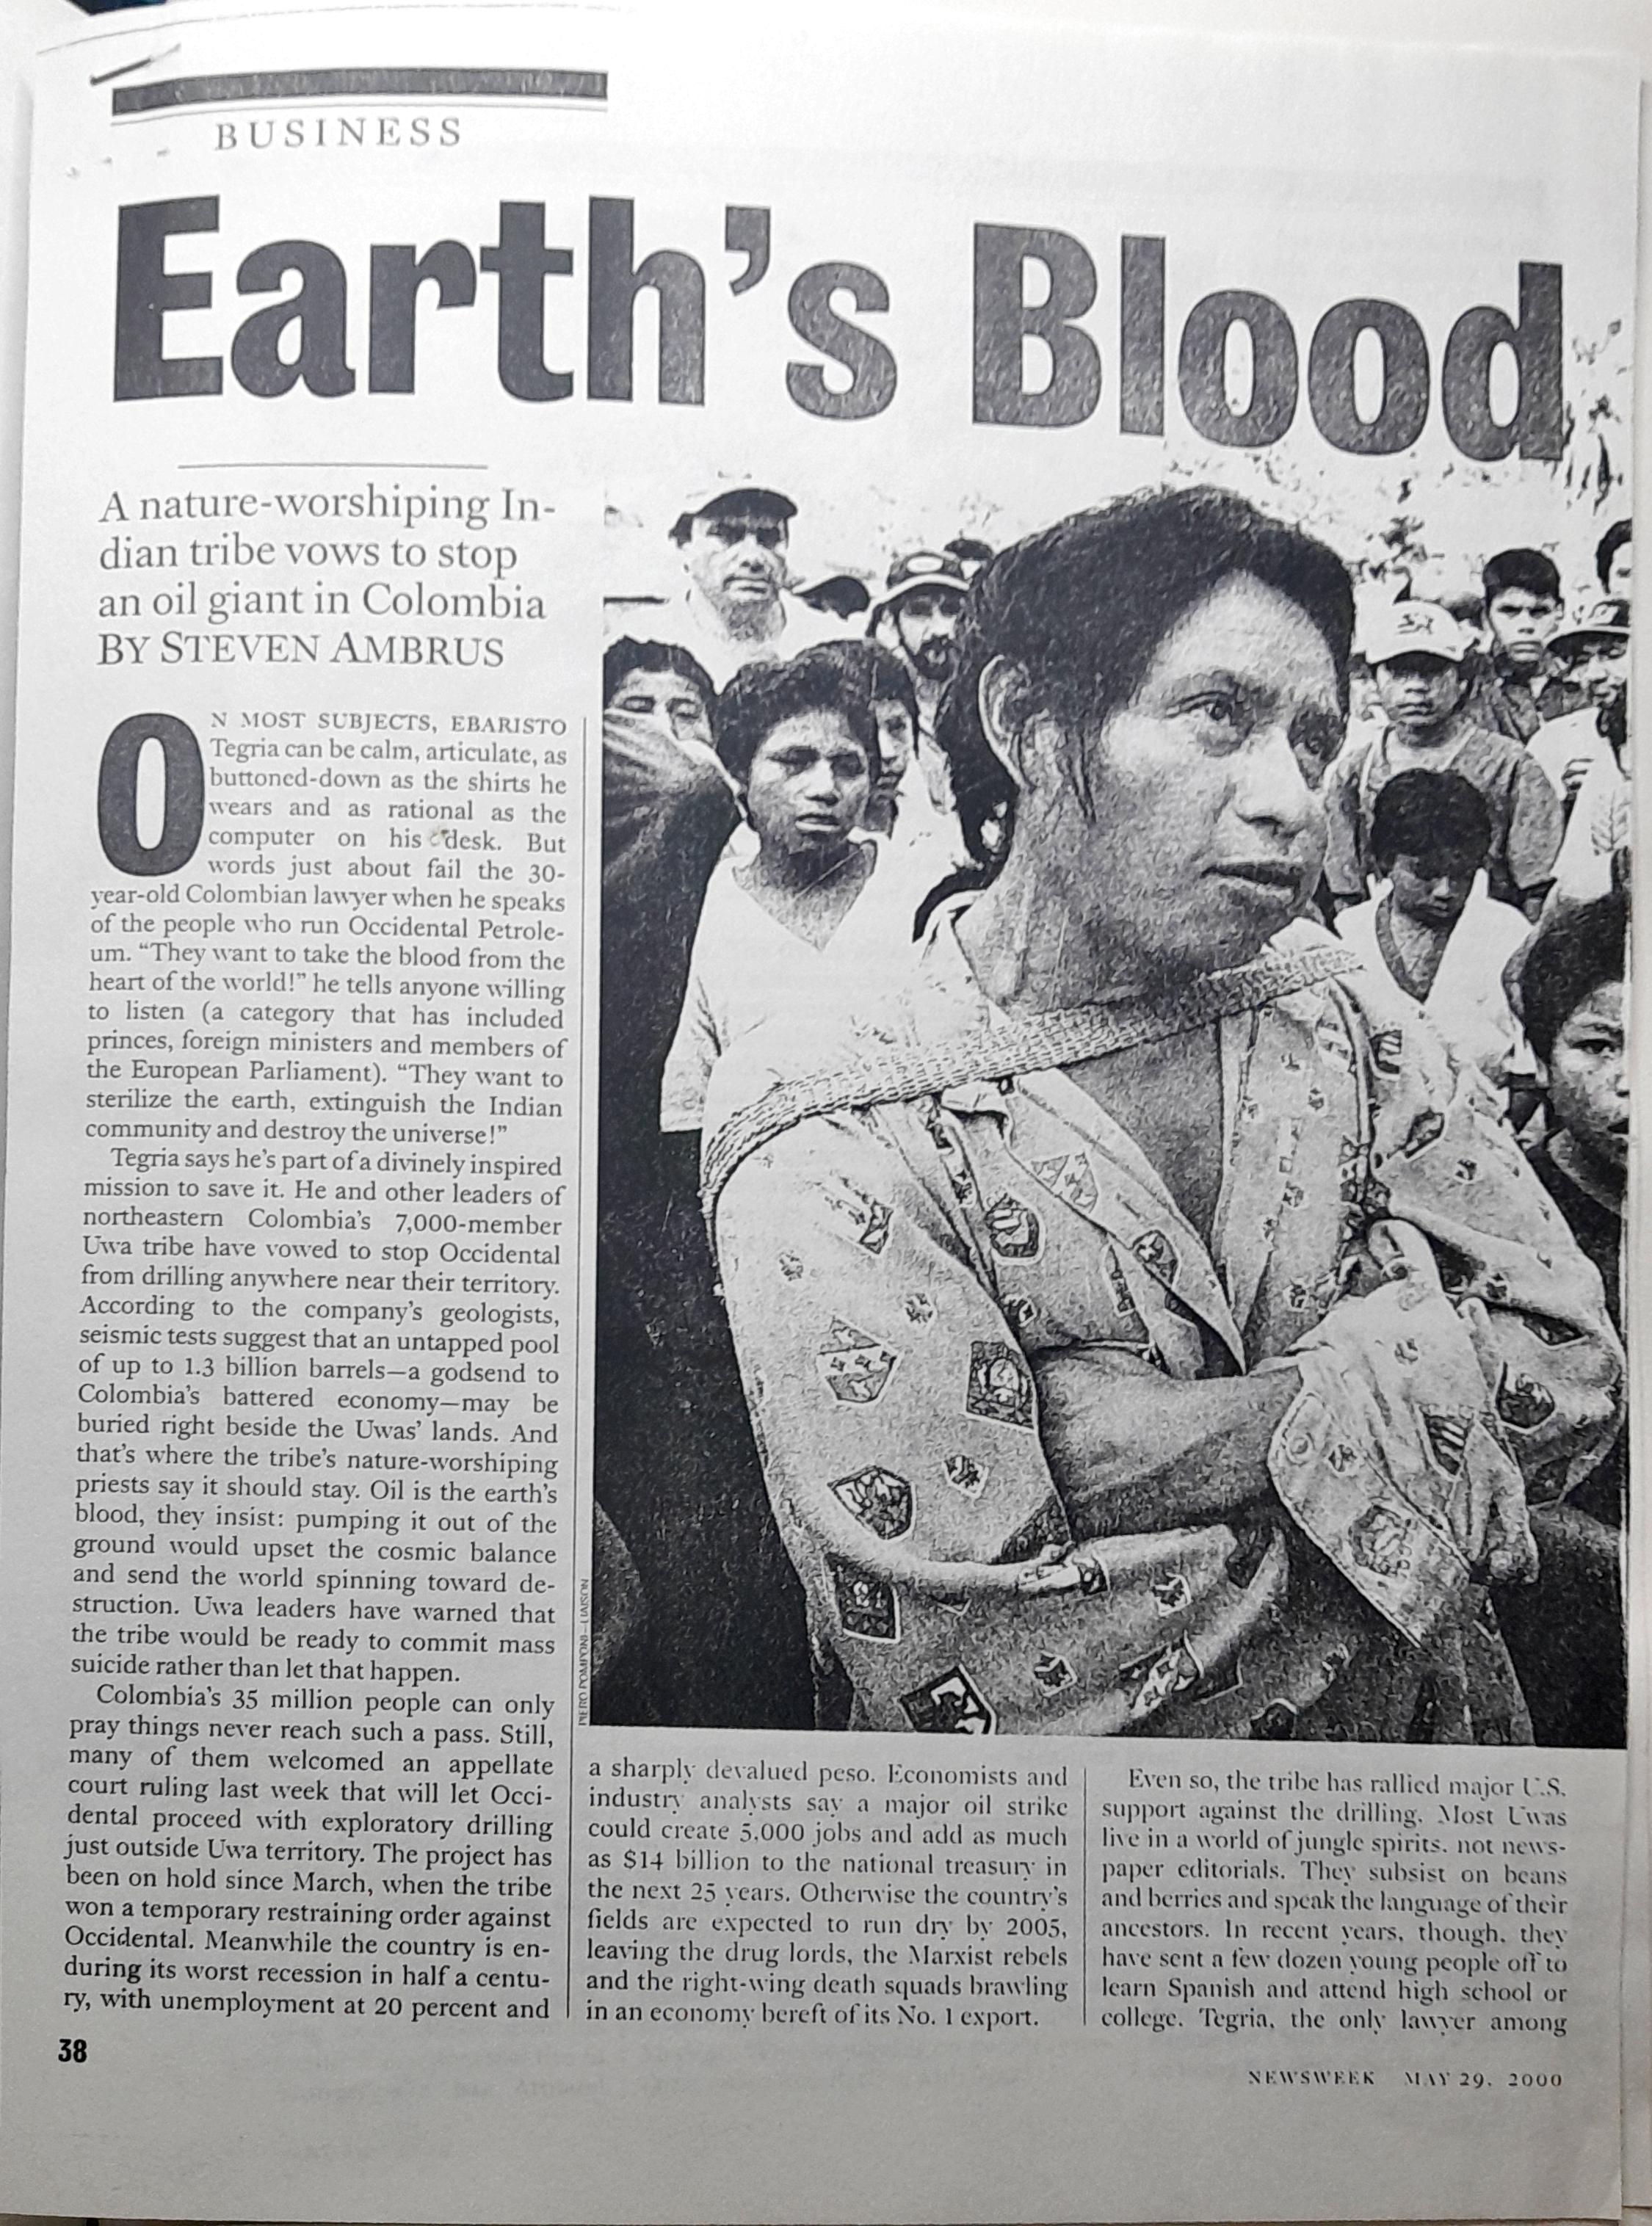 BUSINESS
Earth's Blood
A nature-worshiping In-
dian tribe vows to stop
an oil giant in Colombia
BY STEVEN AMBRUS
ON MOST SUBJECTS, EBARISTO
Tegria can be calm, articulate, as
buttoned-down as the shirts he
wears and as rational as the
computer on his desk. But
words just about fail the 30-
year-old Colombian lawyer when he speaks
of the people who run Occidental Petrole-
um. “They want to take the blood from the
heart of the world!” he tells anyone willing
to listen (a category that has included
princes, foreign ministers and members of
the European Parliament). “They want to
sterilize the earth, extinguish the Indian
community and destroy the universe!”
Tegria says he's part of a divinely inspired
mission to save it. He and other leaders of
northeastern Colombia's 7,000-member
Uwa tribe have vowed to stop Occidental
from drilling anywhere near their territory.
According to the company's geologists,
seismic tests suggest that an untapped pool
of up to 1.3 billion barrels—a godsend to
Colombia's battered economy—may be
buried right beside the Uwas' lands. And
that's where the tribe's nature-worshiping
priests say it should stay. Oil is the earth's
blood, they insist: pumping it out of the
ground would upset the cosmic balance
and send the world spinning toward de-
struction. Uwa leaders have warned that
the tribe would be ready to commit mass
suicide rather than let that happen.
Colombia's 35 million people can only
pray things never reach such a pass. Still,
many of them welcomed an appellate
court ruling last week that will let Occi-
dental proceed with exploratory drilling
just outside Uwa territory. The project has
been on hold since March, when the tribe
won a temporary restraining order against
Occidental. Meanwhile the country is en-
during its worst recession in half a centu-
ry, with unemployment at 20 percent and
PIERO POMPONI—LIAISON
a sharply devalued peso. Economists and
industry analysts say a major oil strike
could create 5,000 jobs and add as much
as $14 billion to the national treasury in
the next 25 years. Otherwise the country's
fields are expected to run dry by 2005,
leaving the drug lords, the Marxist rebels
and the right-wing death squads brawling
in an economy bereft of its No. 1 export.
Even so, the tribe has rallied major U.S.
support against the drilling. Most Uwas
live in a world of jungle spirits, not news-
paper editorials. They subsist on beans
and berries and speak the language of their
ancestors. In recent years, though, they
have sent a few dozen young people off to
learn Spanish and attend high school or
college. Tegria, the only lawyer among
38
NEWSWEEK MAY 29, 2000